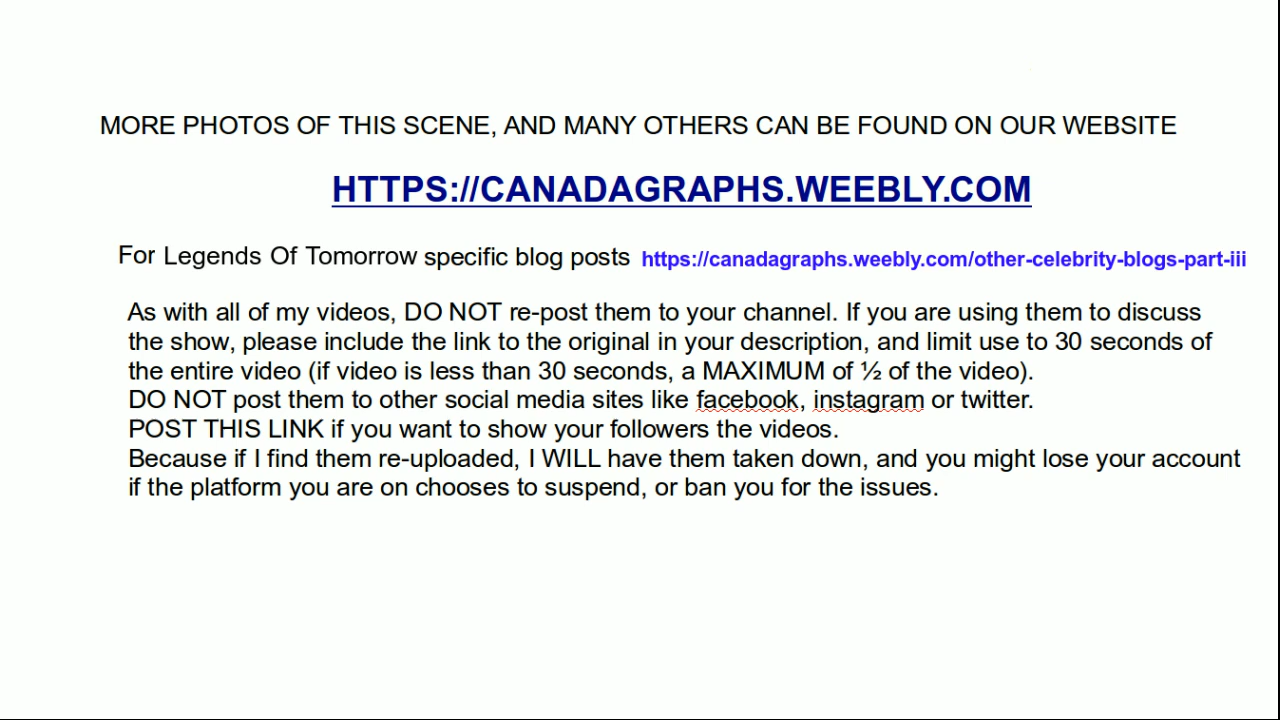 MORE PHOTOS OF THIS SCENE, AND MANY OTHERS CAN BE FOUND ON OUR WEBSITE
HTTPS://CANADAGRAPHS.WEEBLY.COM
For Legends Of Tomorrow specific blog posts https://canadagraphs.weebly.com/other-celebrity-blogs-part-iii
As with all of my videos, DO NOT re-post them to your channel. If you are using them to discuss
the show, please include the link to the original in your description, and limit use to 30 seconds of
the entire video (if video is less than 30 seconds, a MAXIMUM of ½ of the video).
DO NOT post them to other social media sites like facebook, instagram or twitter.
POST THIS LINK if you want to show your followers the videos.
Because if I find them re-uploaded, I WILL have them taken down, and you might lose your account
if the platform you are on chooses to suspend, or ban you for the issues.